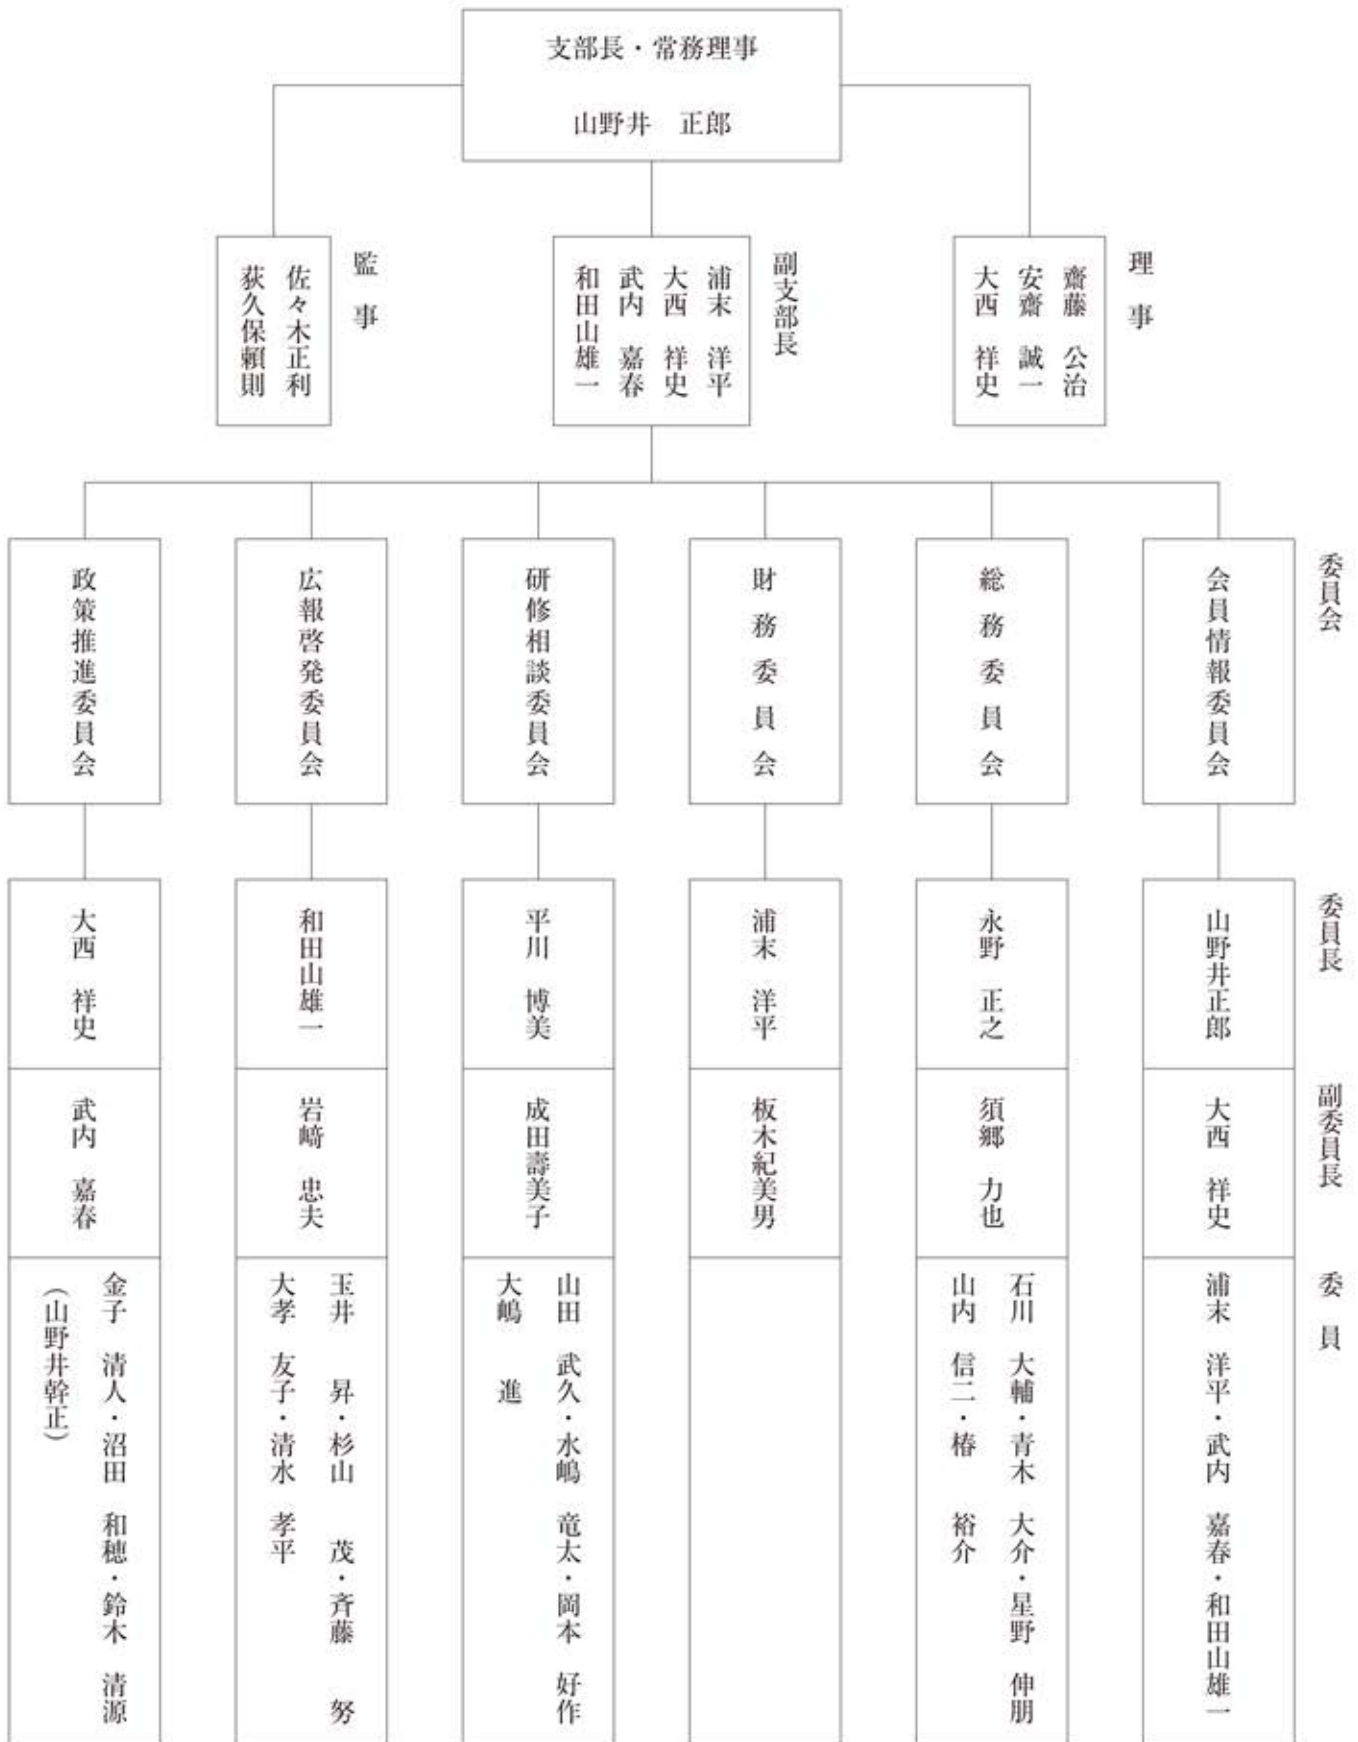 支部長・常務理事
山野井　正郎
理　事
齋藤　公治
安齋　誠一
大西　祥史
副支部長
浦末　洋平
大西　祥史
武内　嘉春
和田山雄一
監　事
佐々木正利
荻久保頼則
委員会
会員情報委員会
総務委員会
財務委員会
研修相談委員会
広報啓発委員会
政策推進委員会
委員長
山野井正郎
永野　正之
浦末　洋平
平川　博美
和田山雄一
大西　祥史
副委員長
大西　祥史
須郷　力也
板木紀美男
成田壽美子
岩﨑　忠夫
武内　嘉春
委　員
浦末　洋平・武内　嘉春・和田山雄一
石川　大輔・青木　大介・星野　伸朋
山内　信二・椿　裕介
山田　武久・水嶋　竜太・岡本　好作
大嶋　進
玉井　昇・杉山　茂・斉藤　努
大孝　友子・清水　孝平
金子　清人・沼田　和穂・鈴木　清源
（山野井幹正）